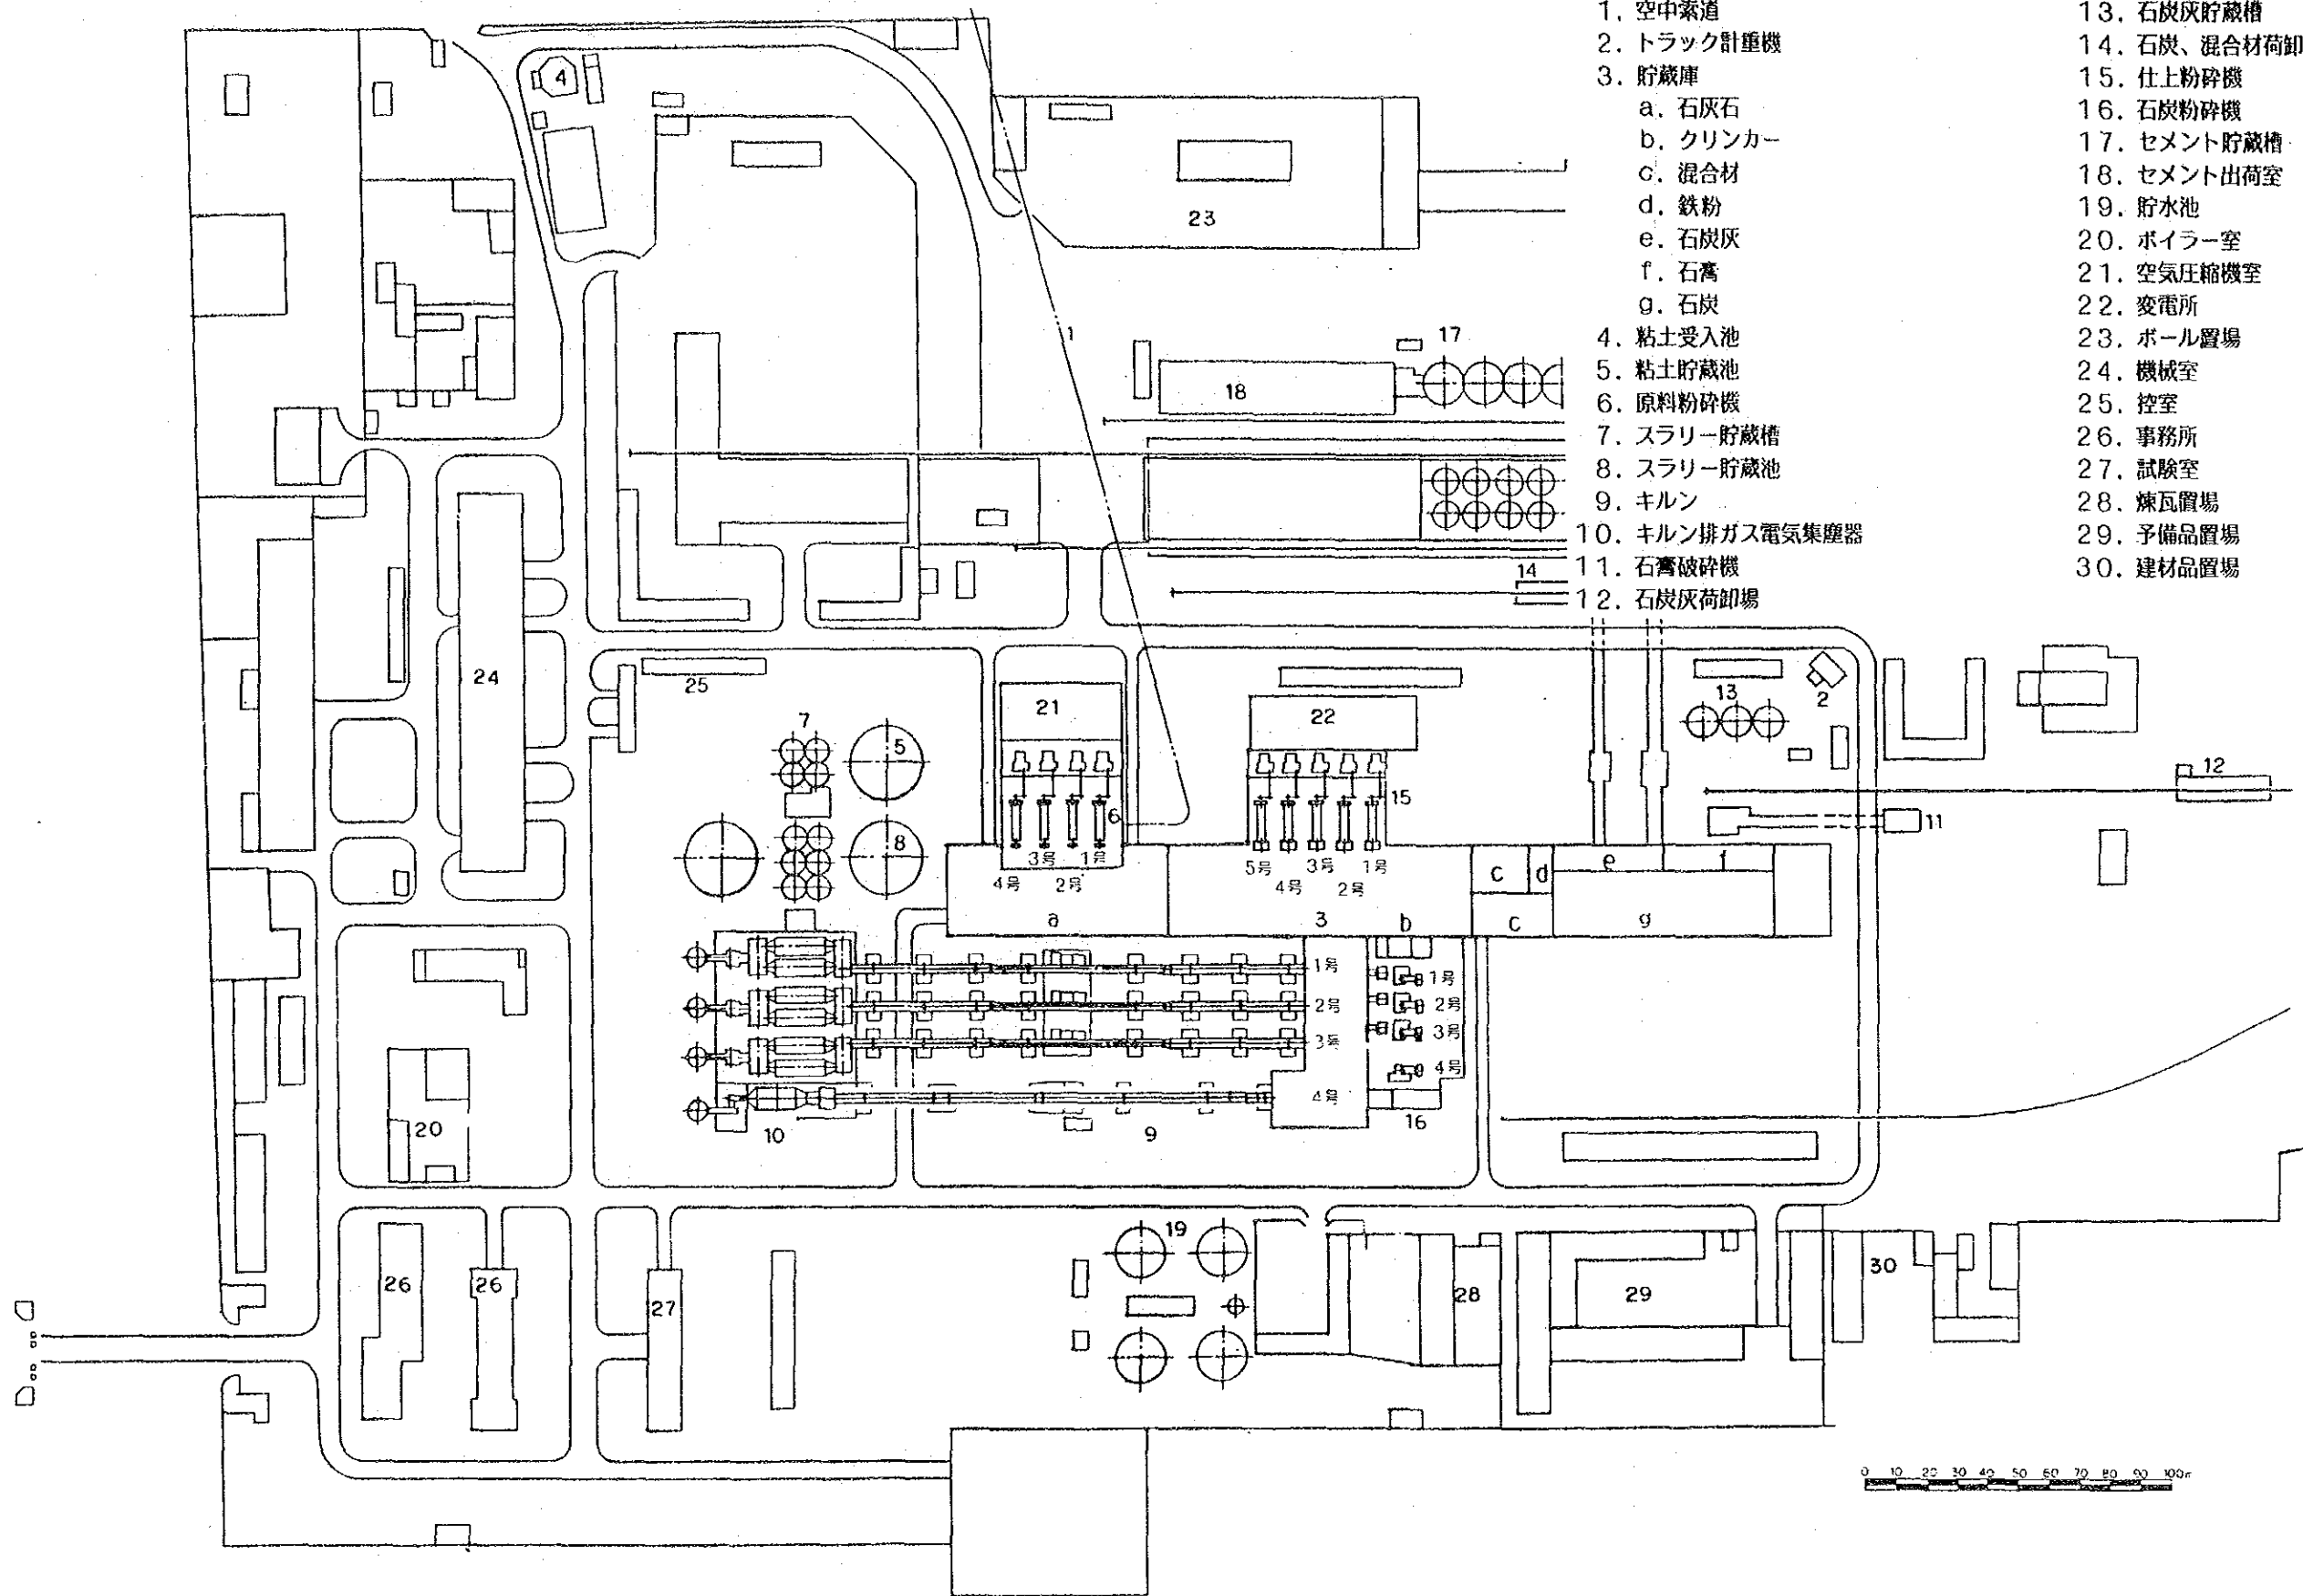 1. 空中索道
2. トラック計重機
3. 貯蔵庫
a. 石灰石
b. クリンカー
c. 混合材
d. 鉄粉
e. 石炭灰
f. 石膏
g. 石炭
4. 粘土受入池
5. 粘土貯蔵池
6. 原料粉砕機
7. スラリー貯蔵槽
8. スラリー貯蔵池
9. キルン
10. キルン排ガス電気集塵器
11. 石膏破砕機
12. 石炭灰荷卸場
13. 石炭灰貯蔵槽
14. 石炭、混合材荷卸
15. 仕上粉砕機
16. 石炭粉砕機
17. セメント貯蔵槽
18. セメント出荷室
19. 貯水池
20. ボイラー室
21. 空気圧縮機室
22. 変電所
23. ボール置場
24. 機械室
25. 控室
26. 事務所
27. 試験室
28. 煉瓦置場
29. 予備品置場
30. 建材品置場
4
23
1
17
18
14
24
25
21
22
13
2
7
5
12
15
6
11
8
3号 1号
4号 2号
5号 3号 1号
4号 2号
c d e f
a 3 b c g
1号 1号
2号 2号
3号 3号
4号 4号
20
10 9 16
19
26 26 27 28 29 30
0 10 20 30 40 50 60 70 80 90 100m